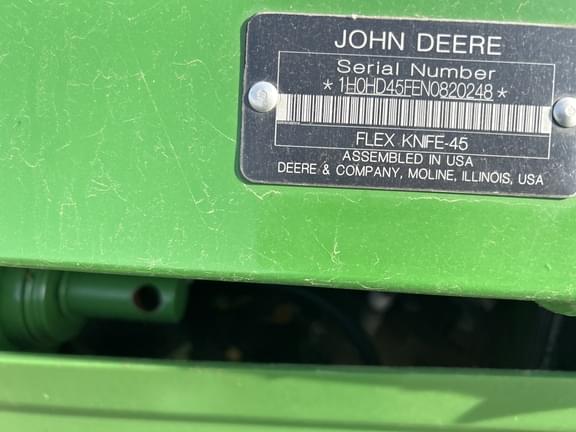 JOHN DEERE
Serial Number
*1H0HD45FEN0820248*
FLEX KNIFE-45
ASSEMBLED IN USA
DEERE & COMPANY, MOLINE, ILLINOIS, USA